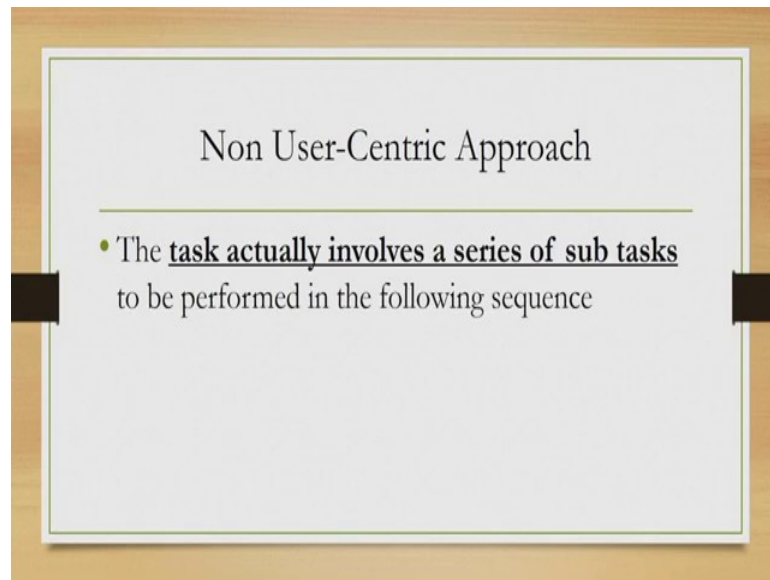 Non User-Centric Approach
• The task actually involves a series of sub tasks
to be performed in the following sequence